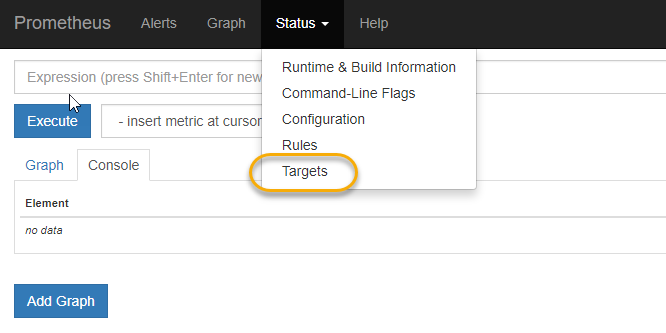 Prometheus Alerts Graph Status Help
Expression (press Shift+Enter for new
Runtime & Build Information
Command-Line Flags
Configuration
Rules
Targets
Execute - insert metric at cursor
Graph Console
Element
no data
Add Graph